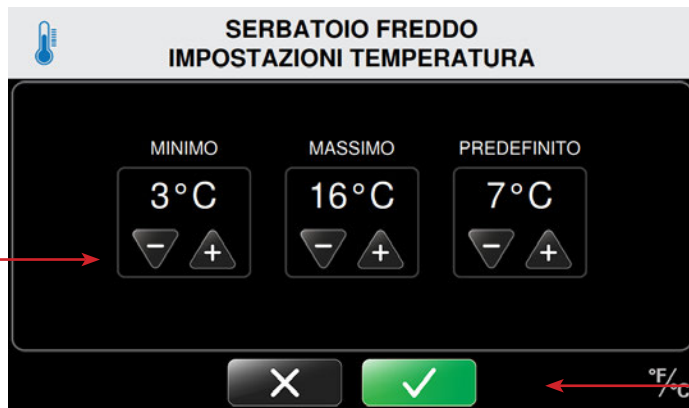 SERBATOIO FREDDO
IMPOSTAZIONI TEMPERATURA
MINIMO MASSIMO PREDEFINITO
3°C 16°C 7°C
°F/°C